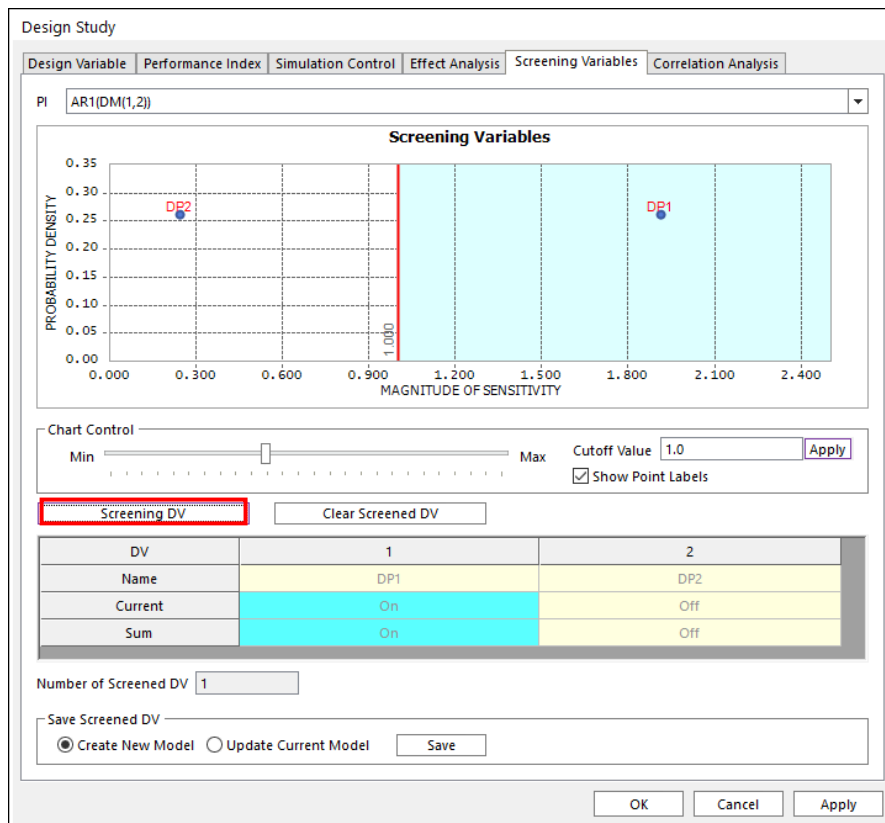 Design Study
Design Variable Performance Index Simulation Control Effect Analysis Screening Variables Correlation Analysis
PI AR1(DM(1,2))
Screening Variables
PROBABILITY DENSITY
0.35
0.30
0.25
0.20
0.15
0.10
0.05
0.00
DP2 DP1
1.000
0.000 0.300 0.600 0.900 1.200 1.500 1.800 2.100 2.400
MAGNITUDE OF SENSITIVITY
Chart Control
Min Max Cutoff Value 1.0 Apply
Show Point Labels
Screening DV Clear Screened DV
DV 1 2
Name DP1 DP2
Current On Off
Sum On Off
Number of Screened DV 1
Save Screened DV
Create New Model Update Current Model Save
OK Cancel Apply